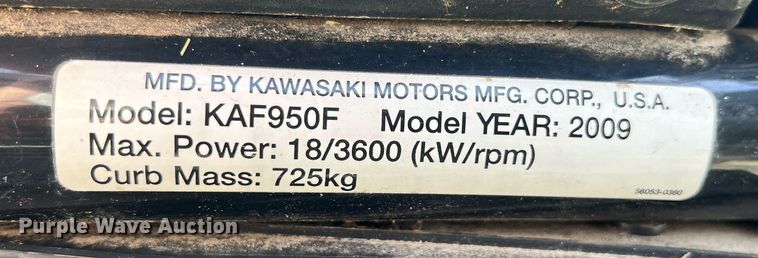 MFD. BY KAWASAKI MOTORS MFG. CORP., U.S.A.
Model: KAF950F Model YEAR: 2009
Max. Power: 18/3600 (kW/rpm)
Curb Mass: 725kg
56053-0360
Purple Wave Auction